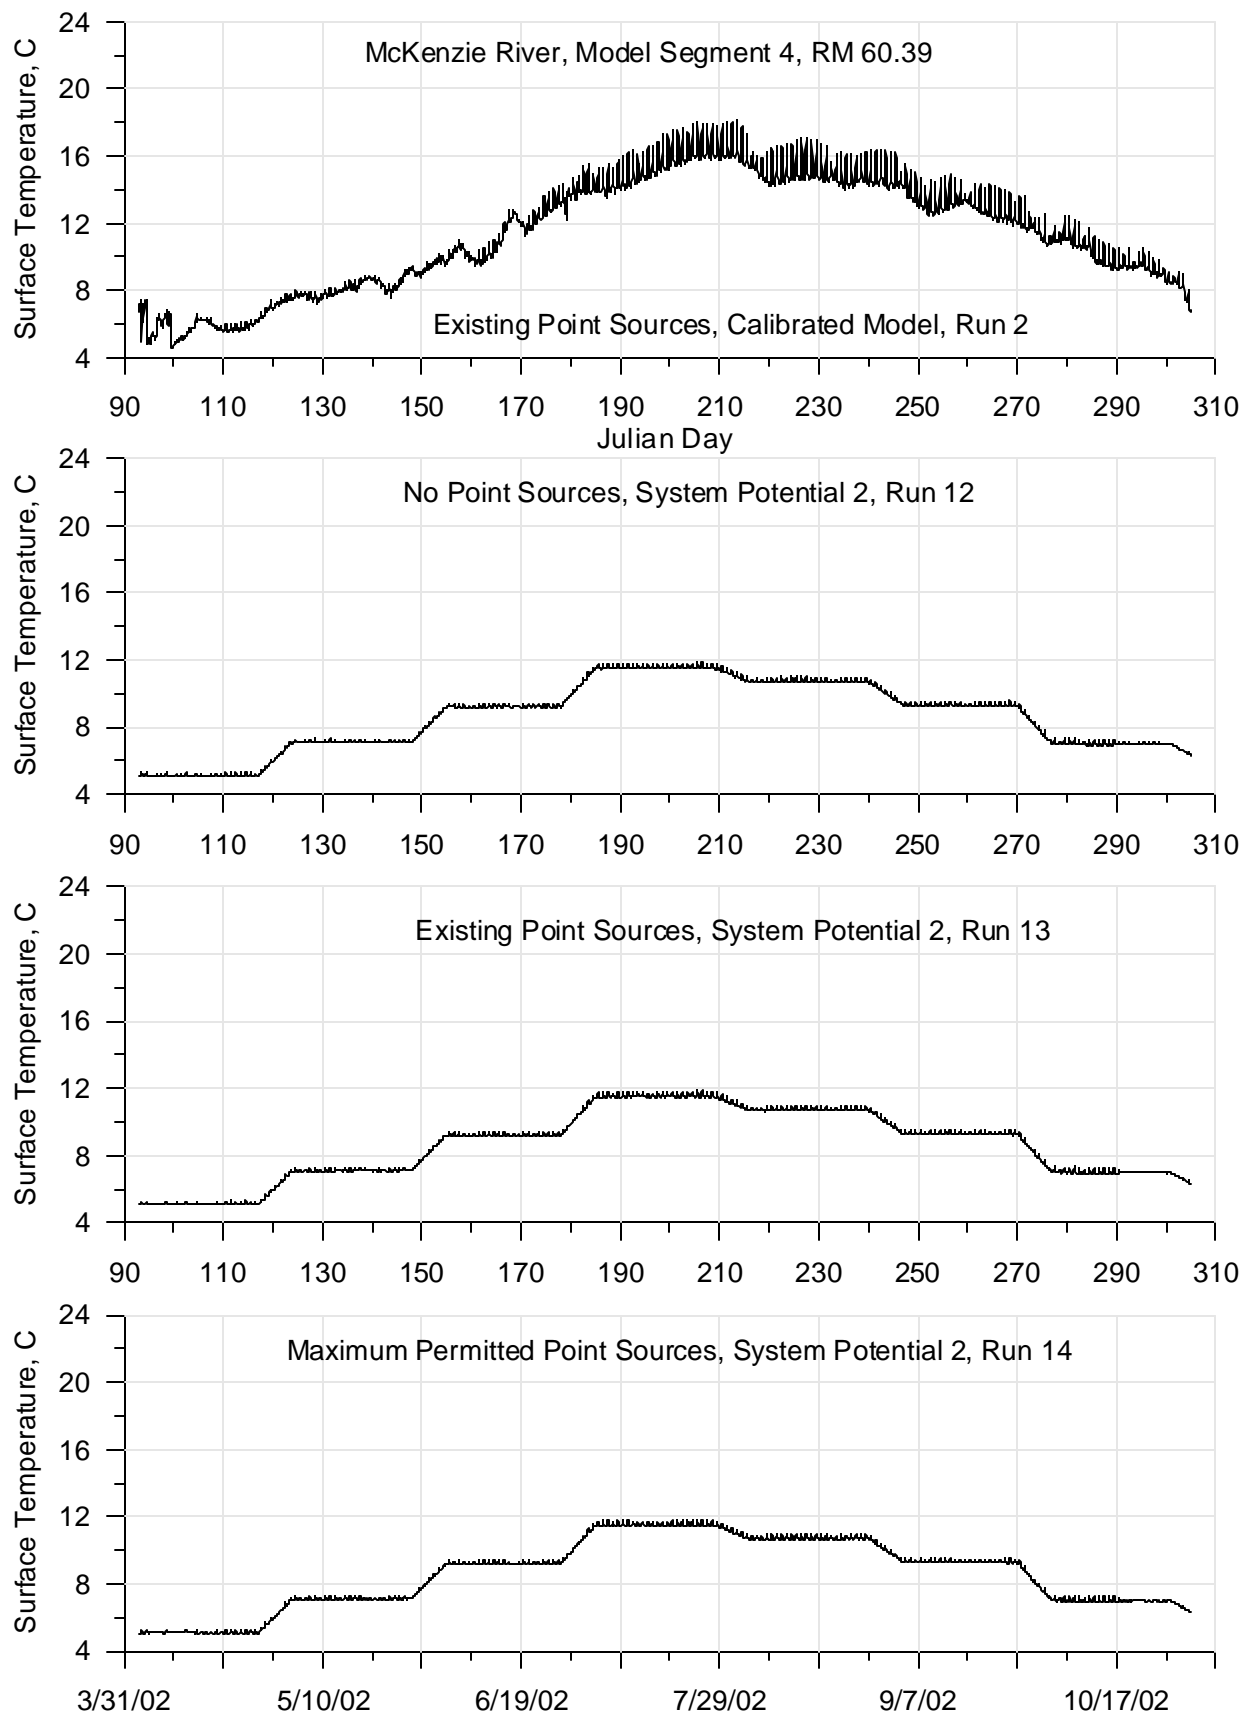 24
McKenzie River, Model Segment 4, RM 60.39
20
16
12
8
Existing Point Sources, Calibrated Model, Run 2
4
Surface Temperature, C
90 110 130 150 170 190 210 230 250 270 290 310
Julian Day
24
No Point Sources, System Potential 2, Run 12
20
16
12
8
4
Surface Temperature, C
90 110 130 150 170 190 210 230 250 270 290 310
24
Existing Point Sources, System Potential 2, Run 13
20
16
12
8
4
Surface Temperature, C
90 110 130 150 170 190 210 230 250 270 290 310
24
Maximum Permitted Point Sources, System Potential 2, Run 14
20
16
12
8
4
Surface Temperature, C
3/31/02 5/10/02 6/19/02 7/29/02 9/7/02 10/17/02